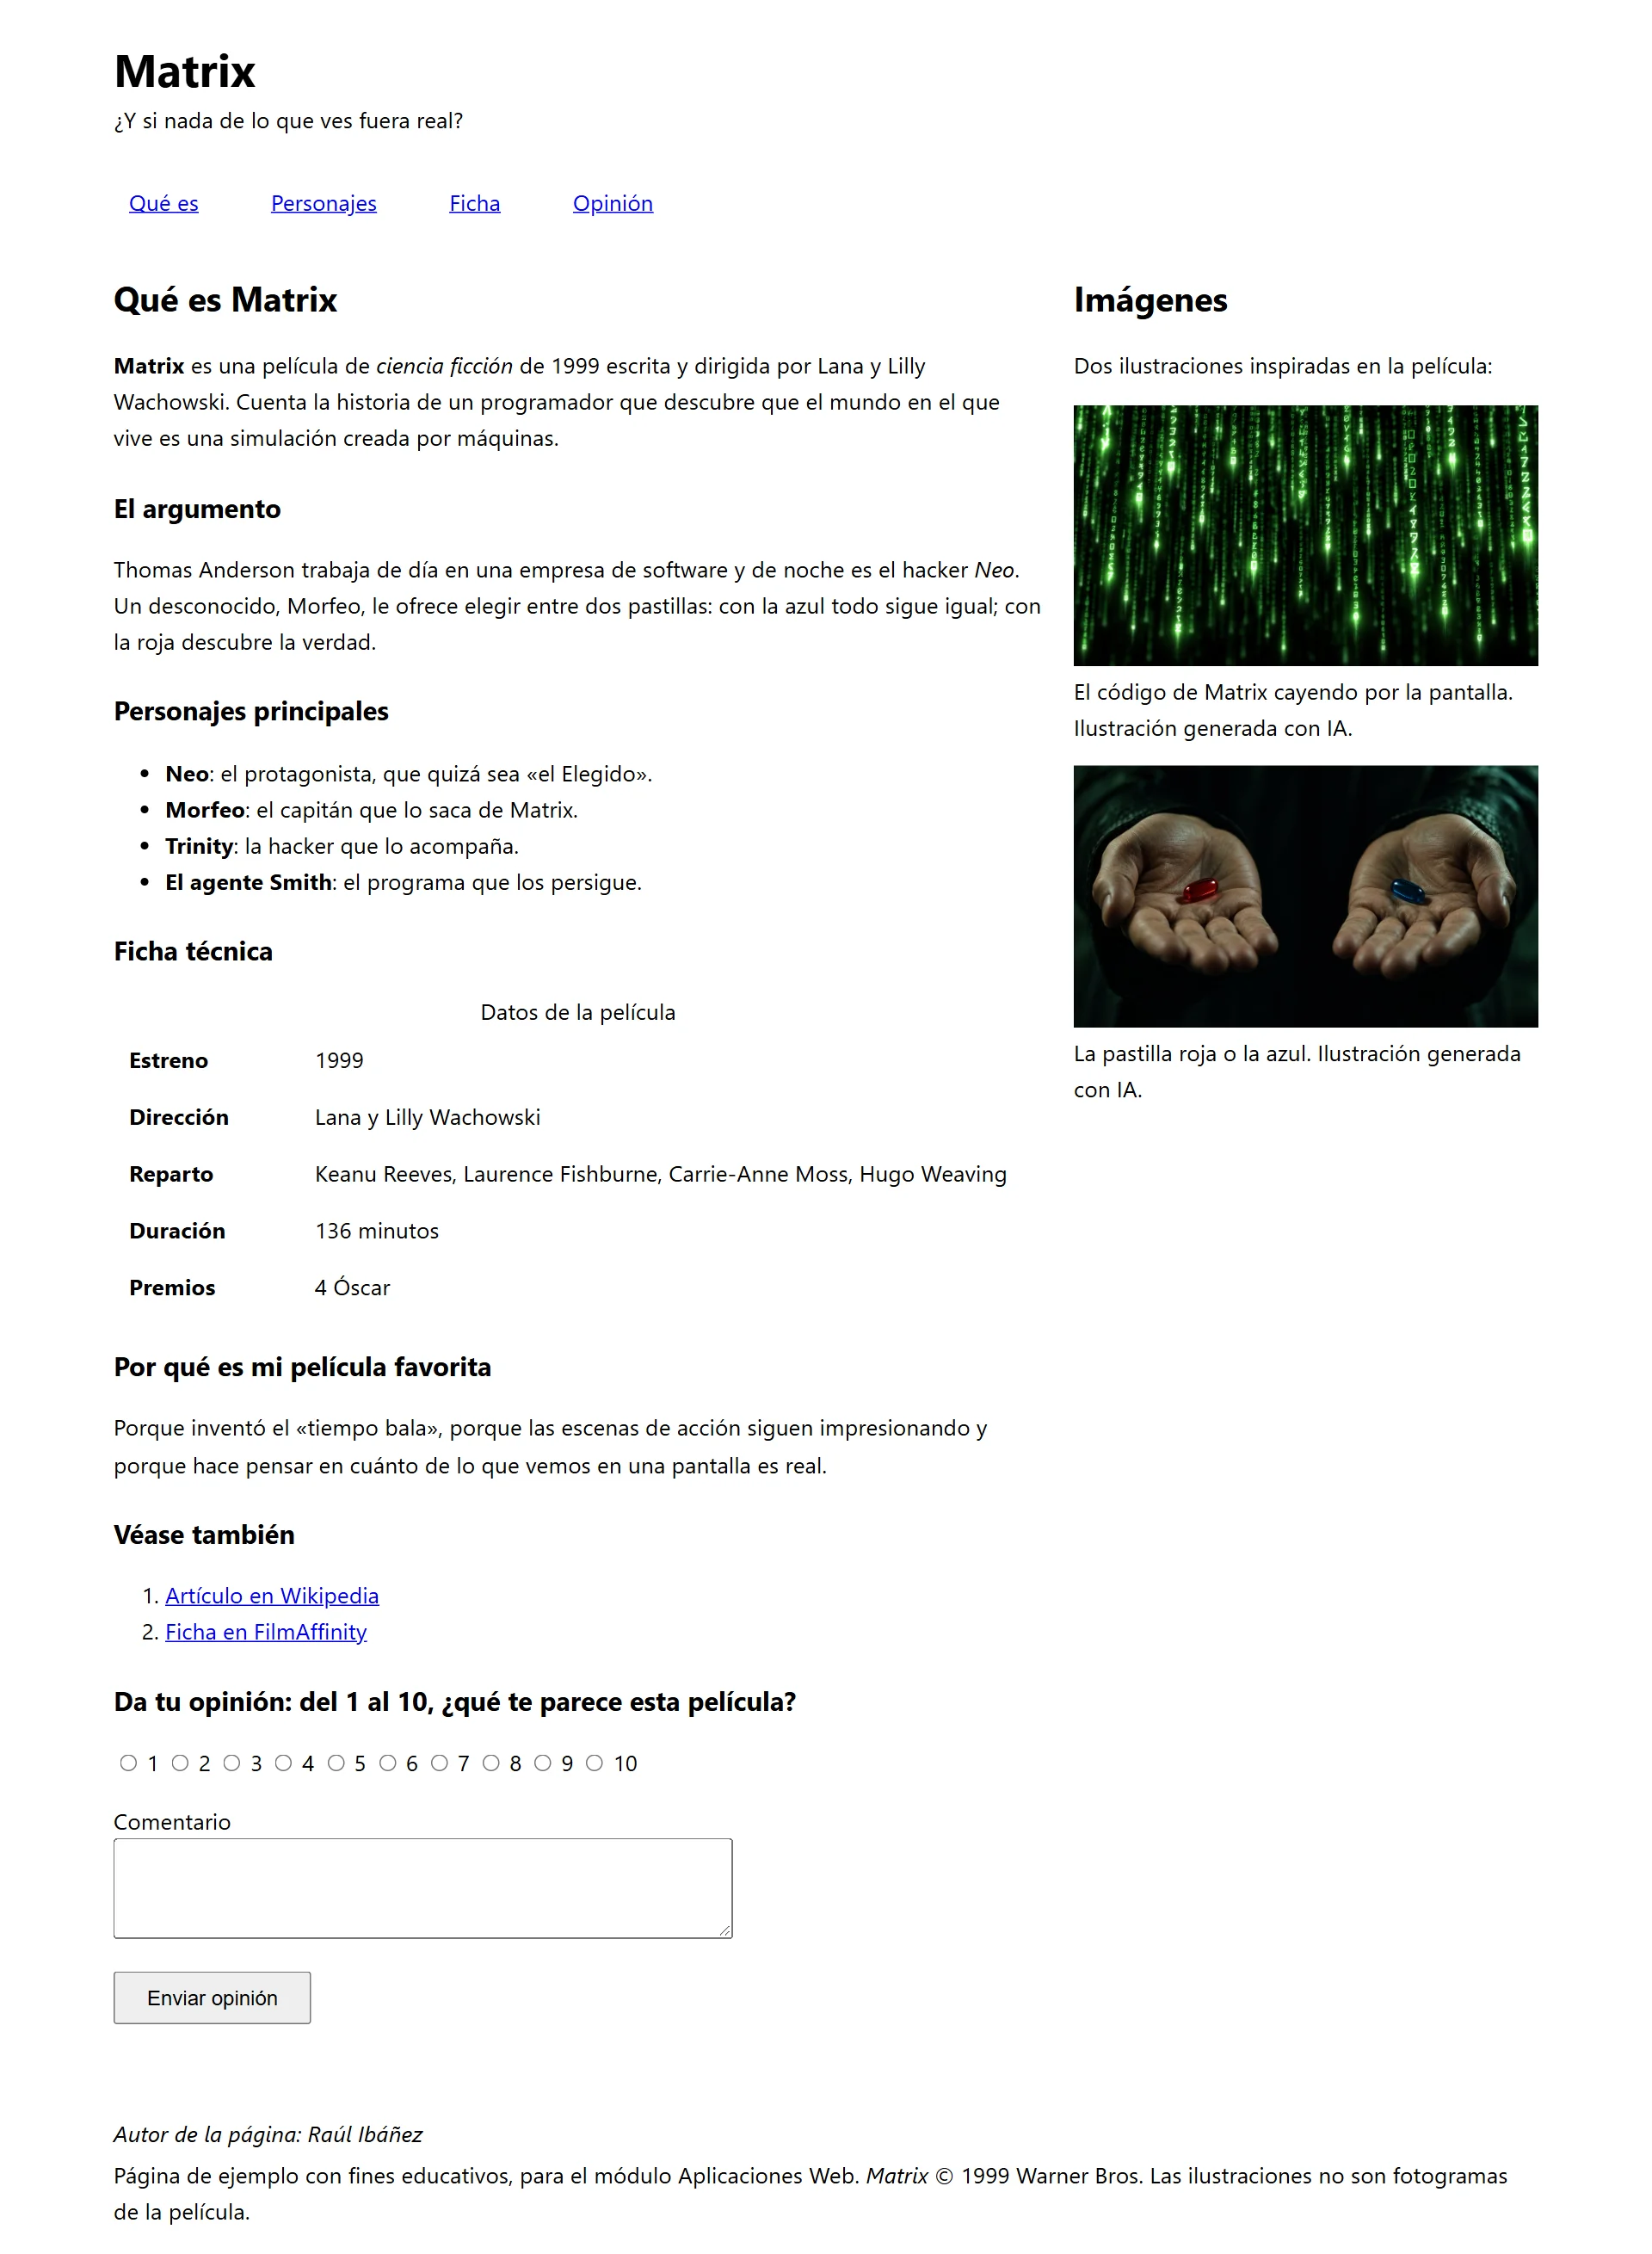 Matrix
¿Y si nada de lo que ves fuera real?
Qué es
Personajes
Ficha
Opinión
Qué es Matrix
Matrix es una película de ciencia ficción de 1999 escrita y dirigida por Lana y Lilly
Wachowski. Cuenta la historia de un programador que descubre que el mundo en el que
vive es una simulación creada por máquinas.
El argumento
Thomas Anderson trabaja de día en una empresa de software y de noche es el hacker Neo.
Un desconocido, Morfeo, le ofrece elegir entre dos pastillas: con la azul todo sigue igual; con
la roja descubre la verdad.
Personajes principales
• Neo: el protagonista, que quizá sea «el Elegido».
• Morfeo: el capitán que lo saca de Matrix.
• Trinity: la hacker que lo acompaña.
• El agente Smith: el programa que los persigue.
Ficha técnica
Datos de la película
Estreno 1999
Dirección Lana y Lilly Wachowski
Reparto Keanu Reeves, Laurence Fishburne, Carrie-Anne Moss, Hugo Weaving
Duración 136 minutos
Premios 4 Óscar
Por qué es mi película favorita
Porque inventó el «tiempo bala», porque las escenas de acción siguen impresionando y
porque hace pensar en cuánto de lo que vemos en una pantalla es real.
Véase también
1. Artículo en Wikipedia
2. Ficha en FilmAffinity
Da tu opinión: del 1 al 10, ¿qué te parece esta película?
1 2 3 4 5 6 7 8 9 10
Comentario
Enviar opinión
Imágenes
Dos ilustraciones inspiradas en la película:
El código de Matrix cayendo por la pantalla.
Ilustración generada con IA.
La pastilla roja o la azul. Ilustración generada
con IA.
Autor de la página: Raúl Ibáñez
Página de ejemplo con fines educativos, para el módulo Aplicaciones Web. Matrix © 1999 Warner Bros. Las ilustraciones no son fotogramas
de la película.